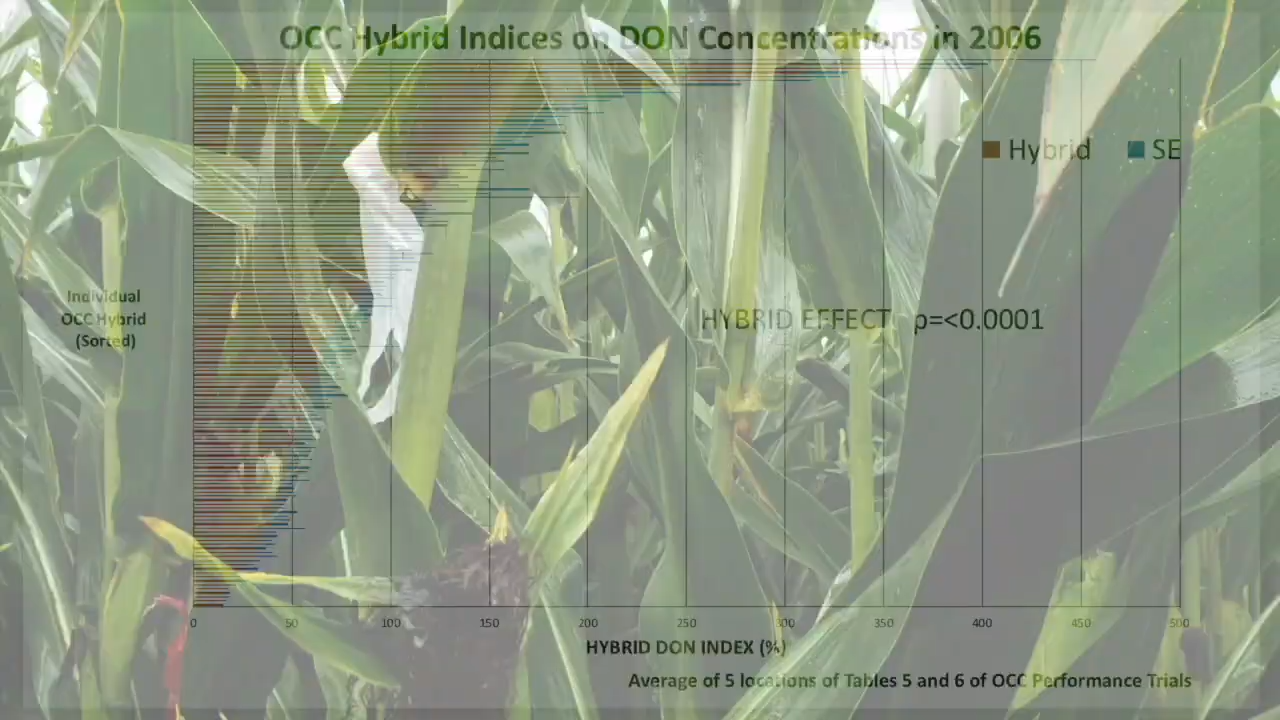 OCC Hybrid Indices on DON Concentrations in 2006
Hybrid
SE
Individual
OCC Hybrid
(Sorted)
HYBRID EFFECT p=<0.0001
0 50 100 150 200 250 300 350 400 450 500
HYBRID DON INDEX (%)
Average of 5 locations of Tables 5 and 6 of OCC Performance Trials